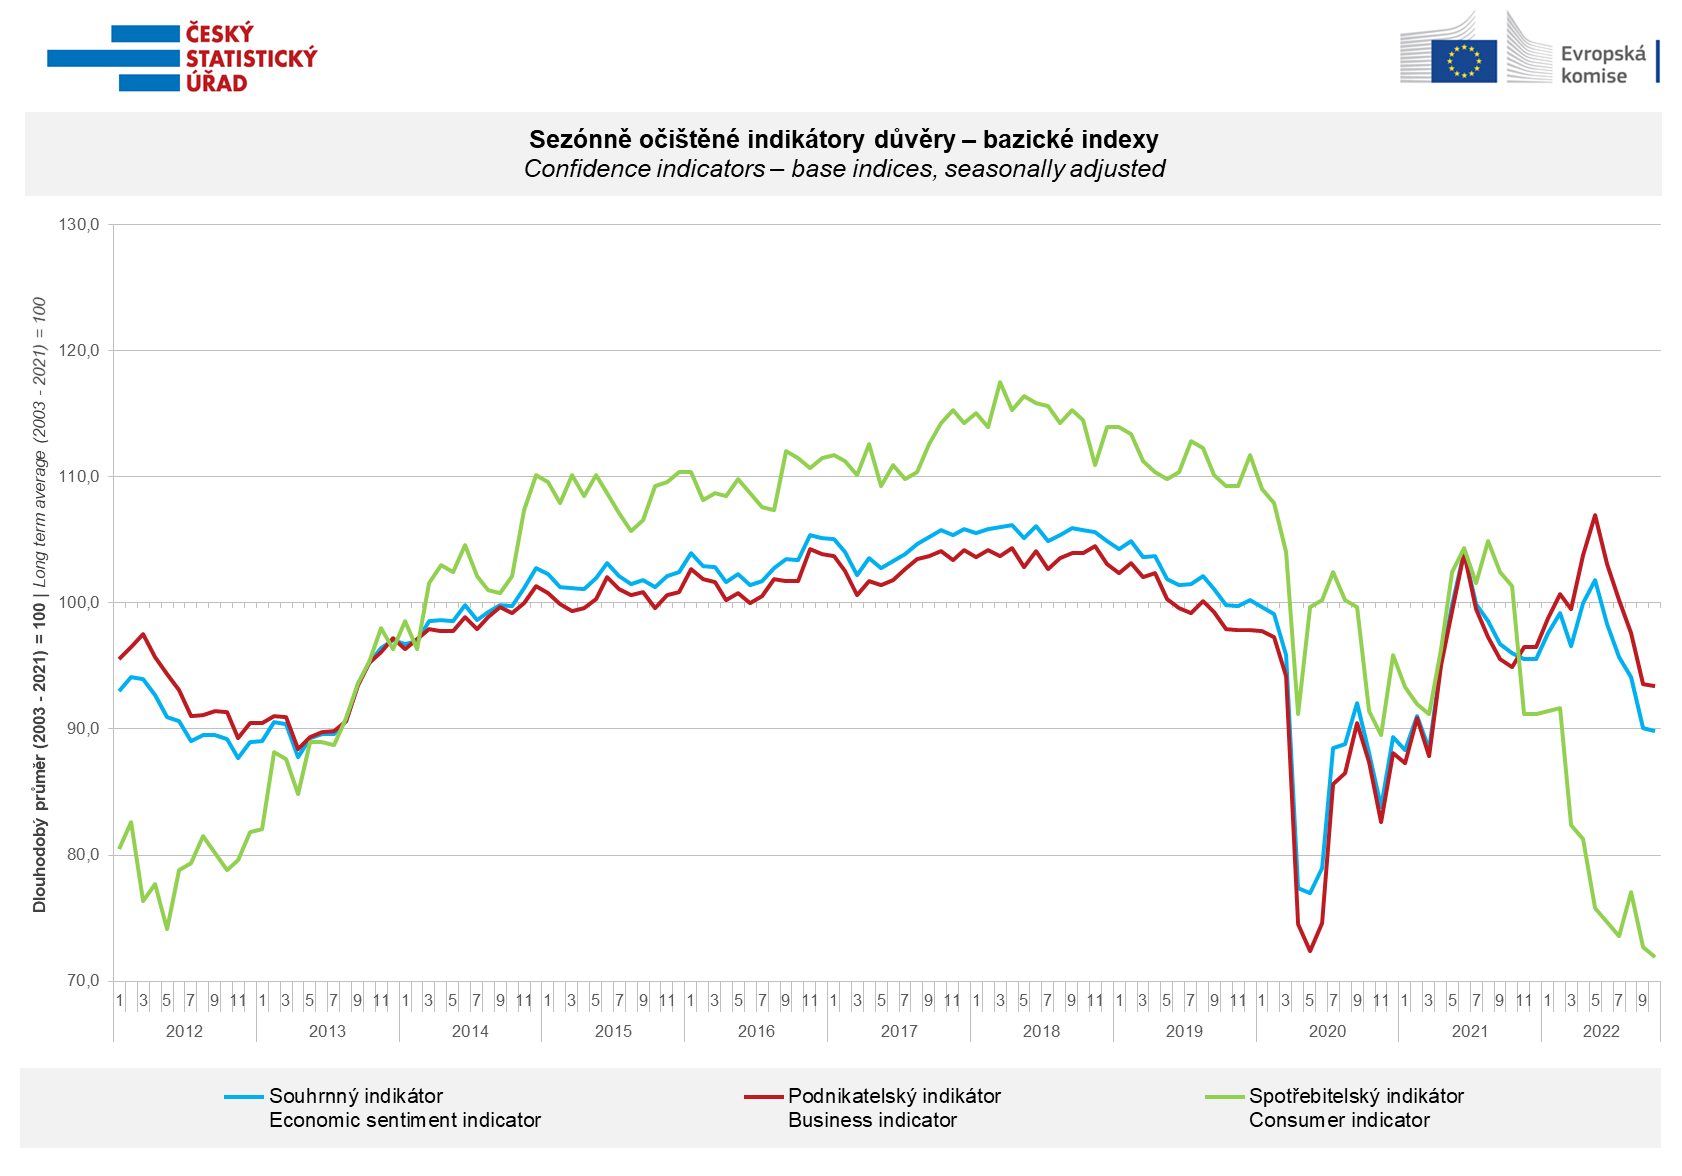 ČESKÝ
STATISTICKÝ
ÚŘAD
Evropská
komise
Sezónně očištěné indikátory důvěry – bazické indexy
Confidence indicators – base indices, seasonally adjusted
Dlouhodobý průměr (2003 - 2021) = 100 | Long term average (2003 - 2021) = 100
130,0
120,0
110,0
100,0
90,0
80,0
70,0
1 3 5 7 9 11 1 3 5 7 9 11 1 3 5 7 9 11 1 3 5 7 9 11 1 3 5 7 9 11 1 3 5 7 9 11 1 3 5 7 9 11 1 3 5 7 9 11 1 3 5 7 9 11 1 3 5 7 9 11 1 3 5 7 9
2012 2013 2014 2015 2016 2017 2018 2019 2020 2021 2022
Souhrnný indikátor
Economic sentiment indicator
Podnikatelský indikátor
Business indicator
Spotřebitelský indikátor
Consumer indicator